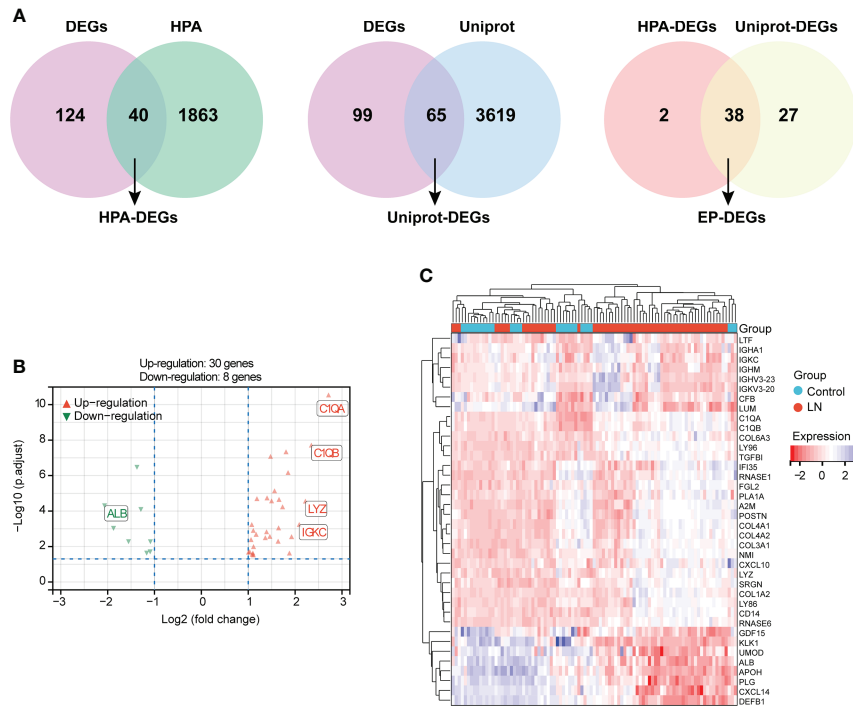 A
DEGs HPA
124 40 1863
HPA-DEGs
DEGs Uniprot
99 65 3619
Uniprot-DEGs
HPA-DEGs Uniprot-DEGs
2 38 27
EP-DEGs
B
Up-regulation: 30 genes
Down-regulation: 8 genes
Up-regulation
Down-regulation
C1QA
C1QB
LYZ
IGKC
ALB
−Log10 (p.adjust)
10
8
6
4
2
0
−3 −2 −1 0 1 2 3
Log2 (fold change)
C
Group
LTF
IGHA1
IGKC
IGHM
IGHV3-23
IGKV3-20
CFB
LUM
C1QA
C1QB
COL6A3
LY96
TGFBI
IFI35
RNASE1
FGL2
PLA1A
A2M
POSTN
COL4A1
COL4A2
COL3A1
NMI
CXCL10
LYZ
SRGN
COL1A2
LY86
CD14
RNASE6
GDF15
KLK1
UMOD
ALB
APOH
PLG
CXCL14
DEFB1
Group
Control
LN
Expression
−2 0 2